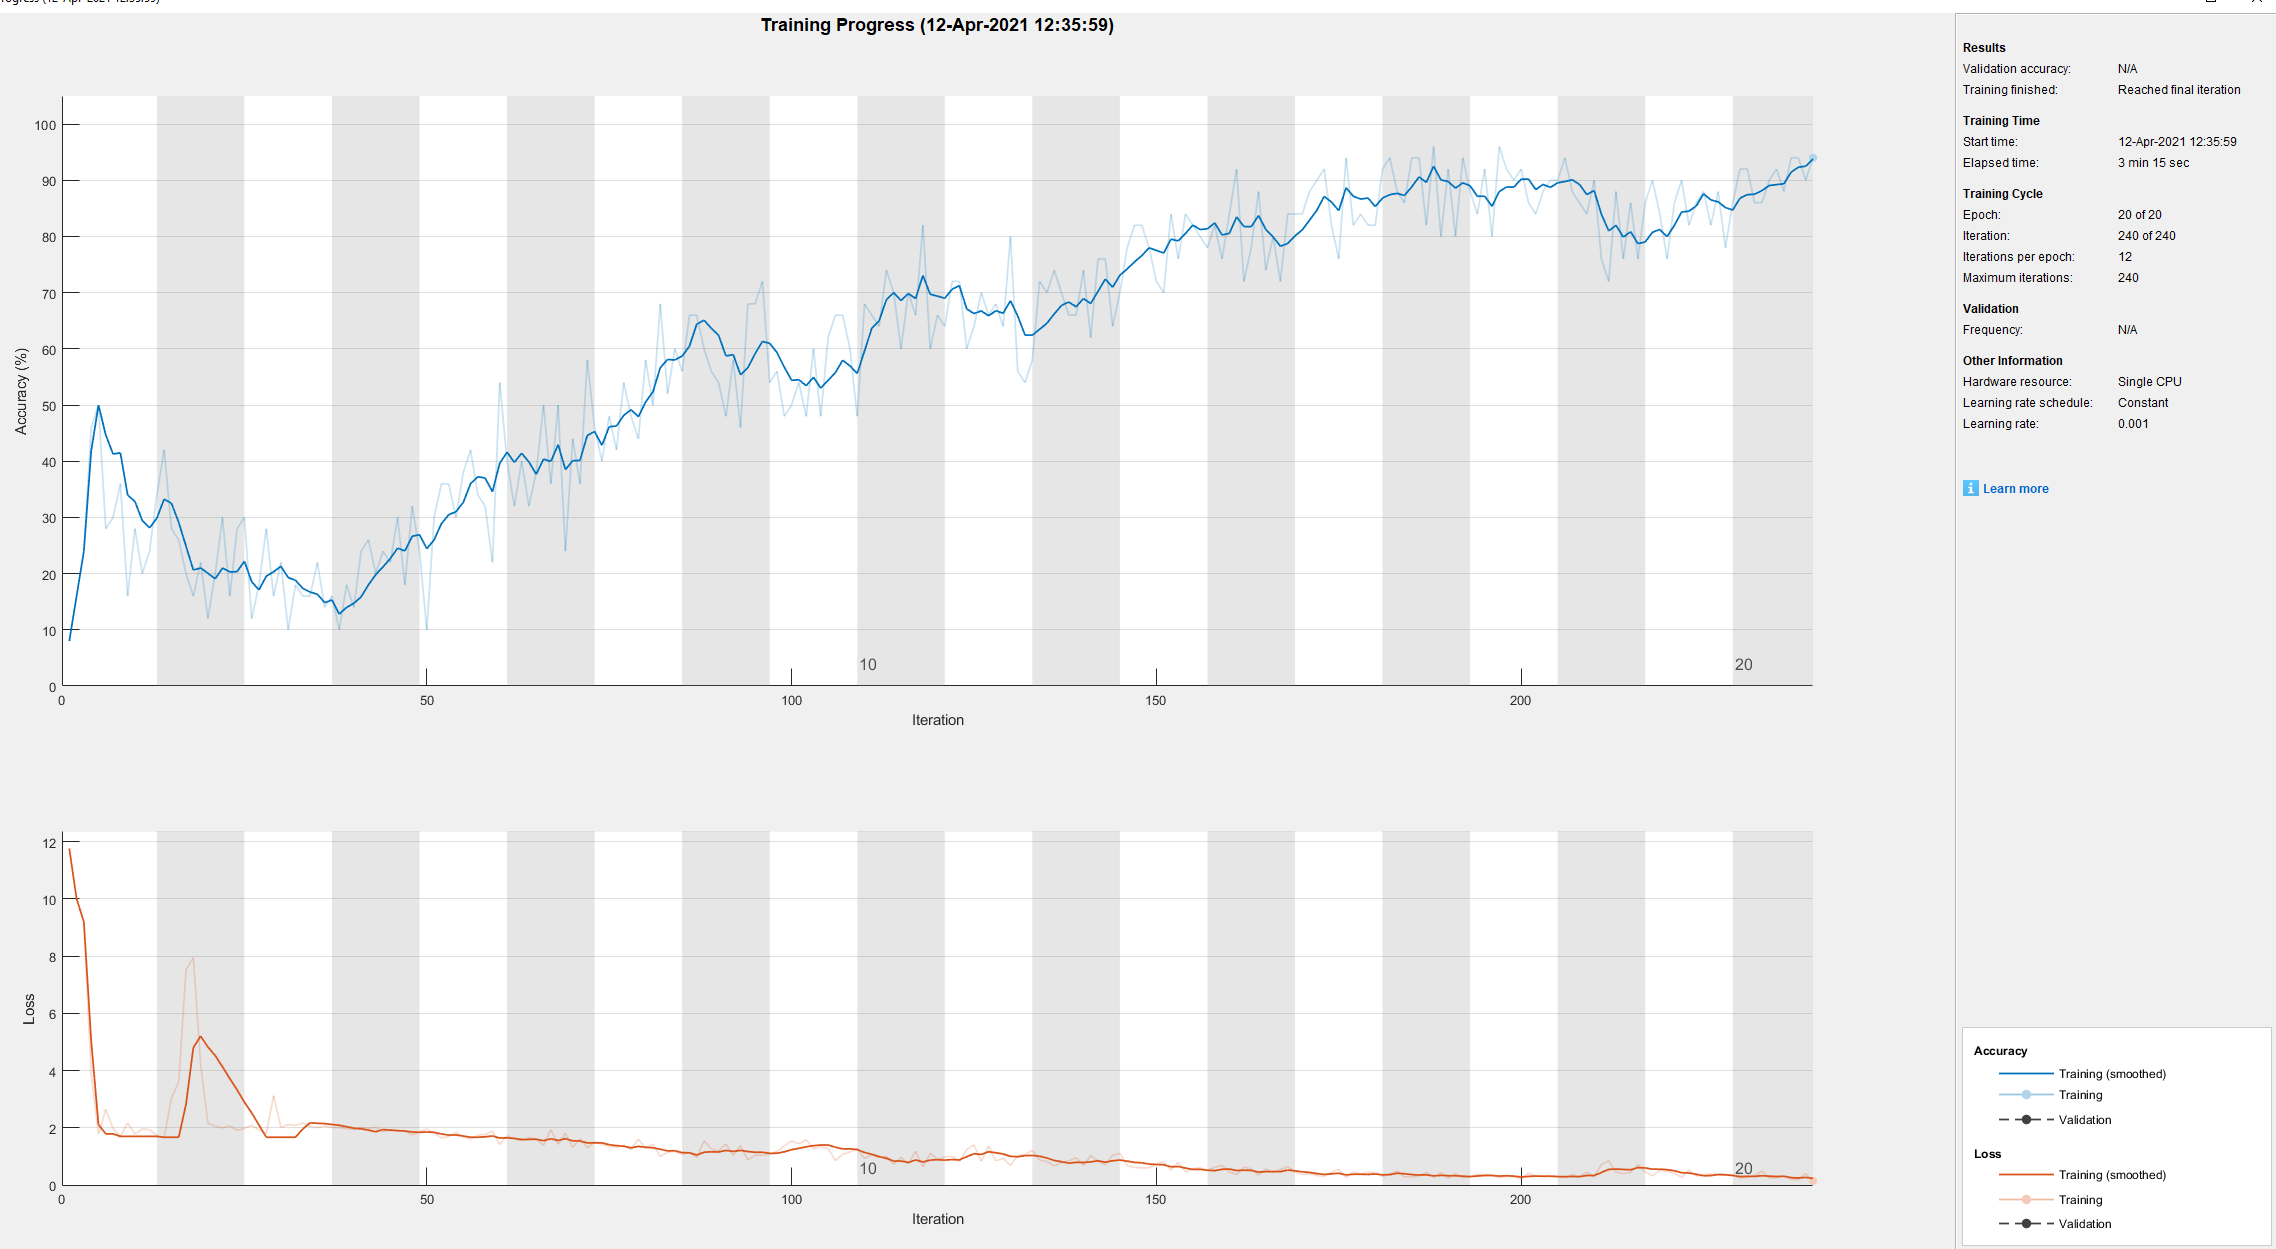 Training Progress (12-Apr-2021 12:35:59)
100
90
80
70
60
50
40
30
20
10
0
Accuracy (%)
10
20
0
50
100
150
200
Iteration
12
10
8
6
4
2
0
Loss
10
20
0
50
100
150
200
Iteration
Results
Validation accuracy: N/A
Training finished: Reached final iteration
Training Time
Start time: 12-Apr-2021 12:35:59
Elapsed time: 3 min 15 sec
Training Cycle
Epoch: 20 of 20
Iteration: 240 of 240
Iterations per epoch: 12
Maximum iterations: 240
Validation
Frequency: N/A
Other Information
Hardware resource: Single CPU
Learning rate schedule: Constant
Learning rate: 0.001
i Learn more
Accuracy
Training (smoothed)
Training
Validation
Loss
Training (smoothed)
Training
Validation